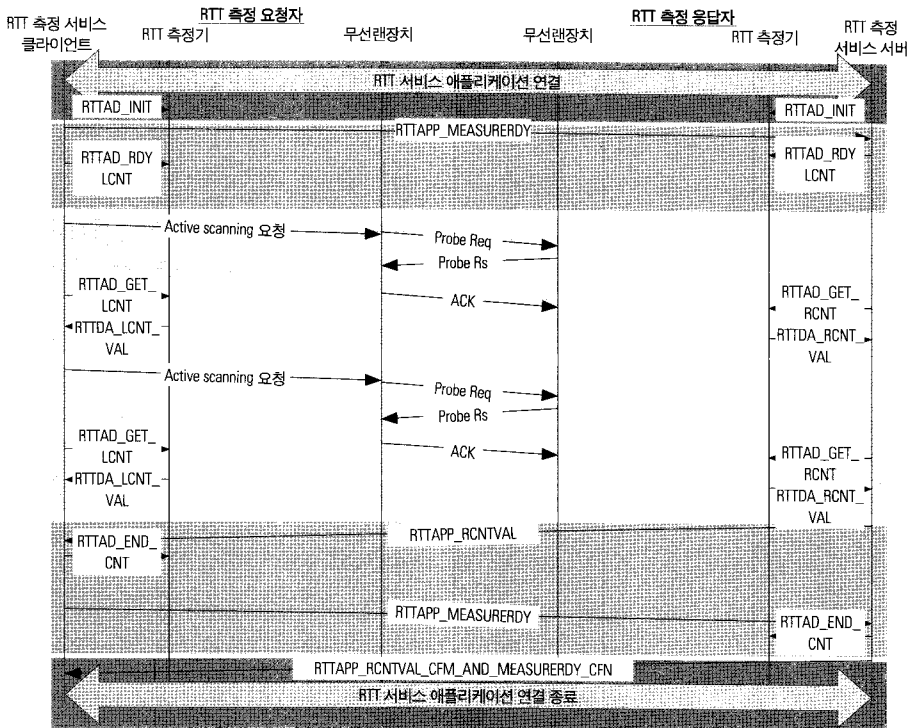 RTT 측정 요청자
RTT 측정 응답자
RTT 측정 서비스
클라이언트
RTT 측정기
무선랜장치
무선랜장치
RTT 측정기
RTT 측정
서비스 서버
RTT 서비스 애플리케이션 연결
RTTAD_INIT
RTTAD_INIT
RTTAPP_MEASURERDY
RTTAD_RDY
LCNT
RTTAD_RDY
LCNT
Active scanning 요청
Probe Req
Probe Rs
RTTAD_GET_
LCNT
ACK
RTTAD_GET_
RCNT
RTTDA_LCNT_
VAL
RTTDA_RCNT_
VAL
Active scanning 요청
Probe Req
Probe Rs
RTTAD_GET_
LCNT
ACK
RTTAD_GET_
RCNT
RTTDA_LCNT_
VAL
RTTDA_RCNT_
VAL
RTTAPP_RCNTVAL
RTTAD_END_
CNT
RTTAPP_MEASURERDY
RTTAD_END_
CNT
RTTAPP_RCNTVAL_CFM_AND_MEASURERDY_CFN
RTT 서비스 애플리케이션 연결 종료